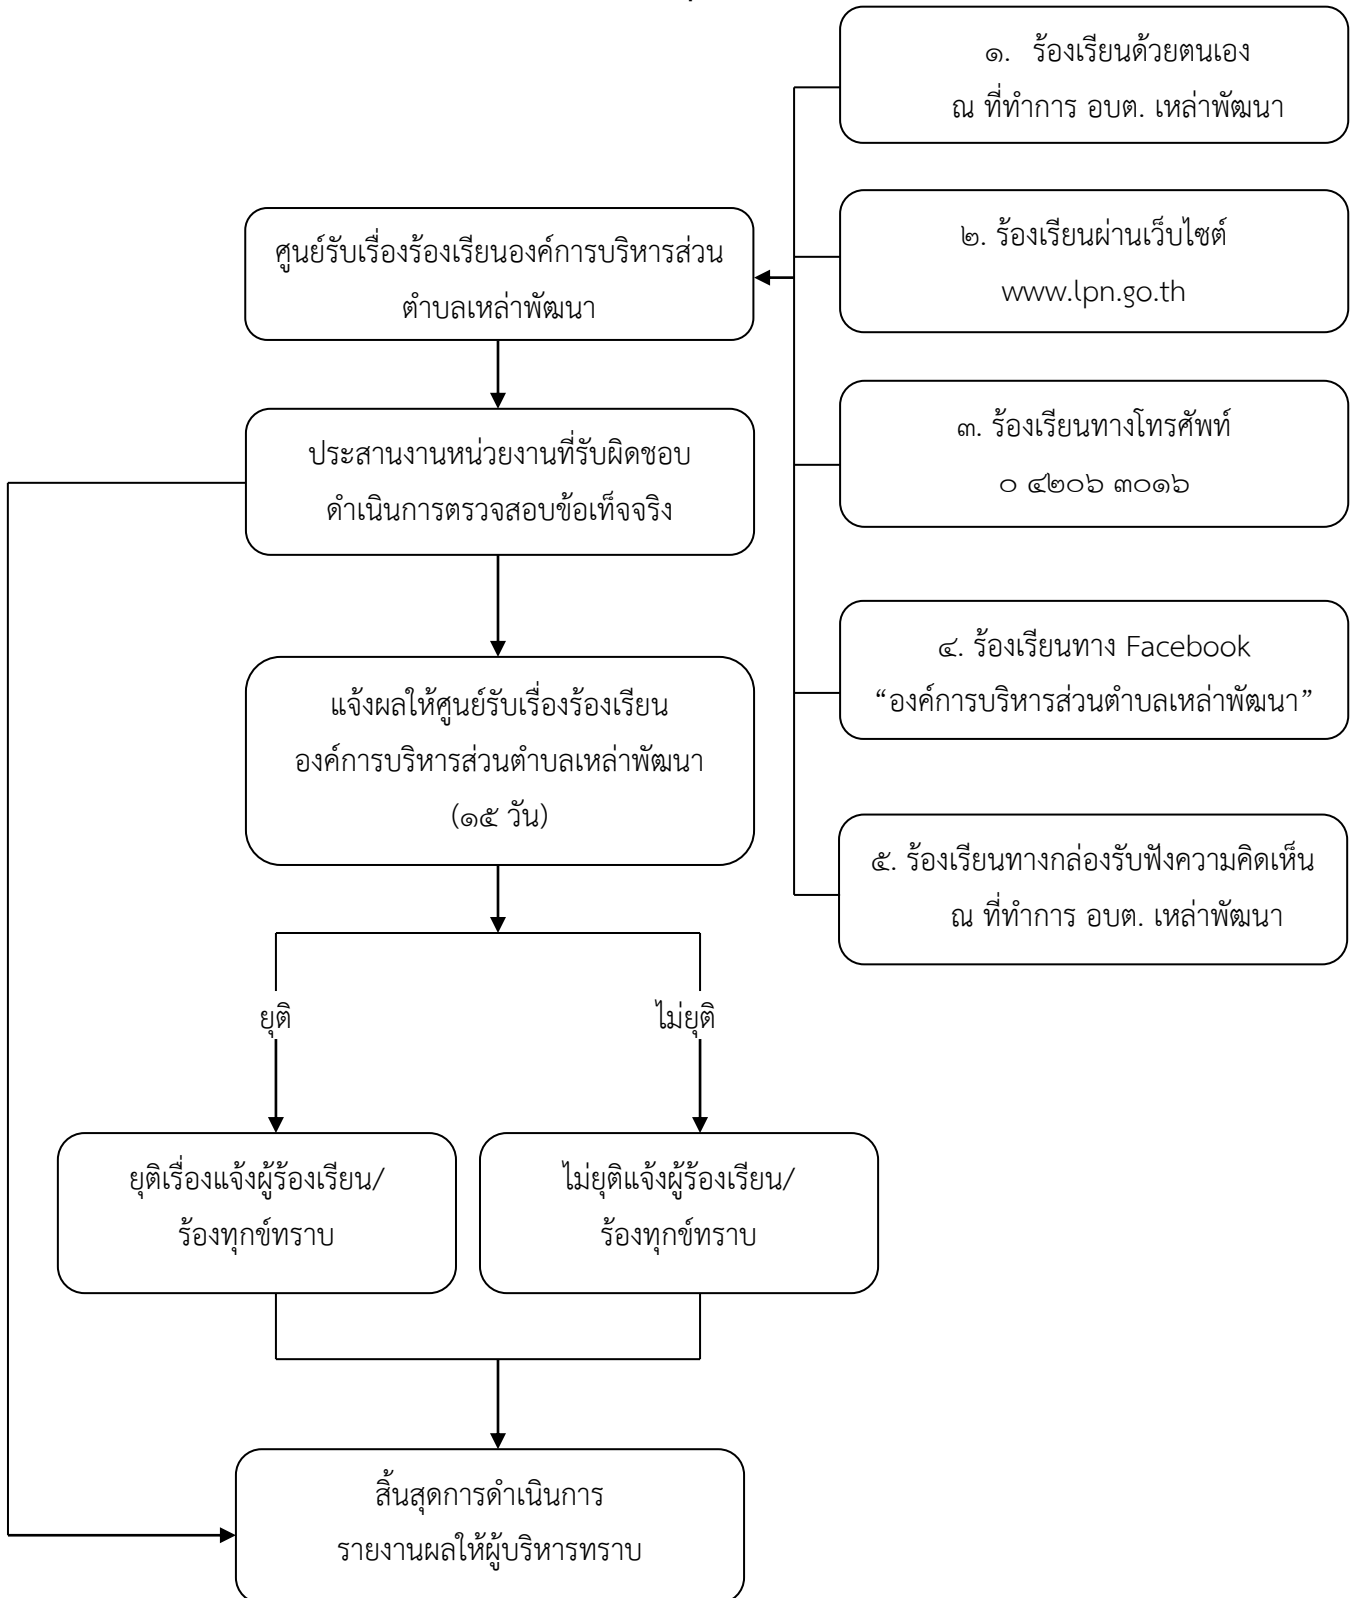 ๑. ร้องเรียนด้วยตนเอง
ณ ที่ทำการ อบต. เหล่าพัฒนา
๒. ร้องเรียนผ่านเว็บไซต์
www.lpn.go.th
๓. ร้องเรียนทางโทรศัพท์
๐ ๔๒๐๖ ๓๐๑๖
๔. ร้องเรียนทาง Facebook
“องค์การบริหารส่วนตำบลเหล่าพัฒนา”
๕. ร้องเรียนทางกล่องรับฟังความคิดเห็น
ณ ที่ทำการ อบต. เหล่าพัฒนา
ศูนย์รับเรื่องร้องเรียนองค์การบริหารส่วน
ตำบลเหล่าพัฒนา
ประสานงานหน่วยงานที่รับผิดชอบ
ดำเนินการตรวจสอบข้อเท็จจริง
แจ้งผลให้ศูนย์รับเรื่องร้องเรียน
องค์การบริหารส่วนตำบลเหล่าพัฒนา
(๑๕ วัน)
ยุติ
ไม่ยุติ
ยุติเรื่องแจ้งผู้ร้องเรียน/
ร้องทุกข์ทราบ
ไม่ยุติแจ้งผู้ร้องเรียน/
ร้องทุกข์ทราบ
สิ้นสุดการดำเนินการ
รายงานผลให้ผู้บริหารทราบ